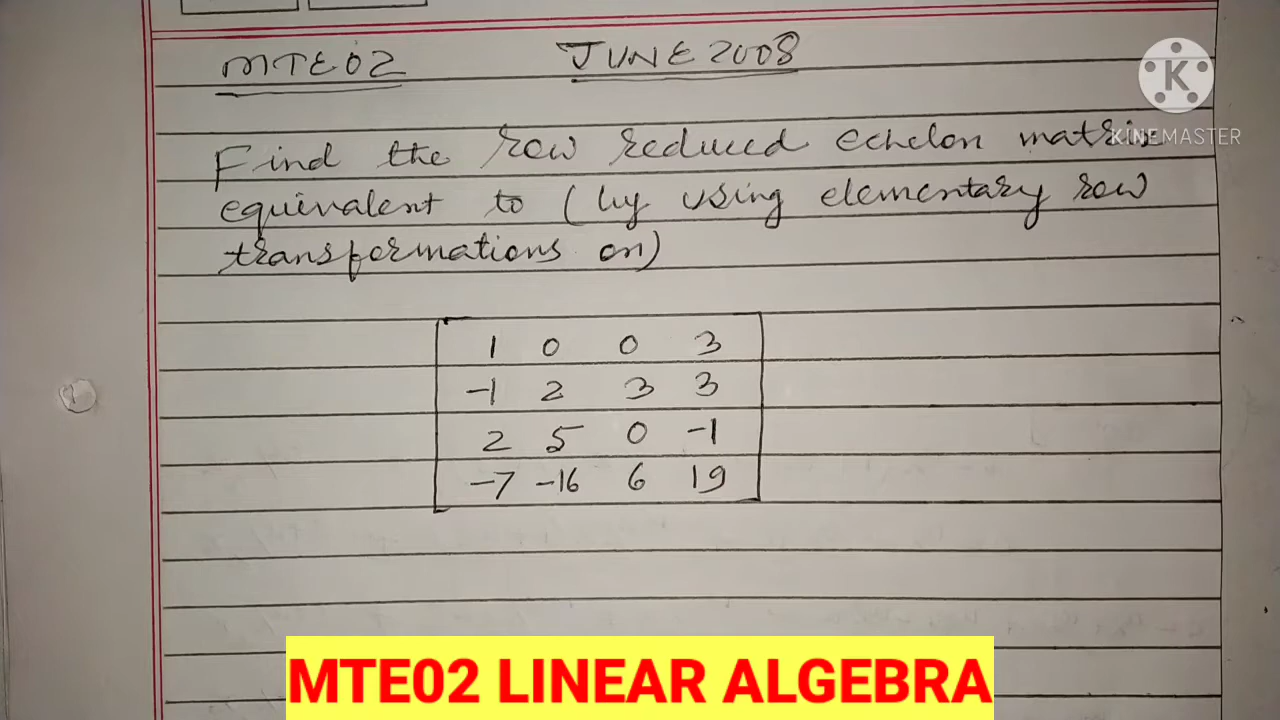 MTE02 JUNE 2008
K
KINEMASTER
Find the row reduced echelon matrix
equivalent to (by using elementary row
transformations on)
1 0 0 3
-1 2 3 3
2 5 0 -1
-7 -16 6 19
MTE02 LINEAR ALGEBRA